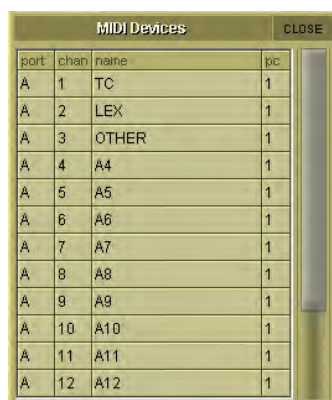 MIDI Devices CLOSE
port chan name pc
A 1 TC 1
A 2 LEX 1
A 3 OTHER 1
A 4 A4 1
A 5 A5 1
A 6 A6 1
A 7 A7 1
A 8 A8 1
A 9 A9 1
A 10 A10 1
A 11 A11 1
A 12 A12 1